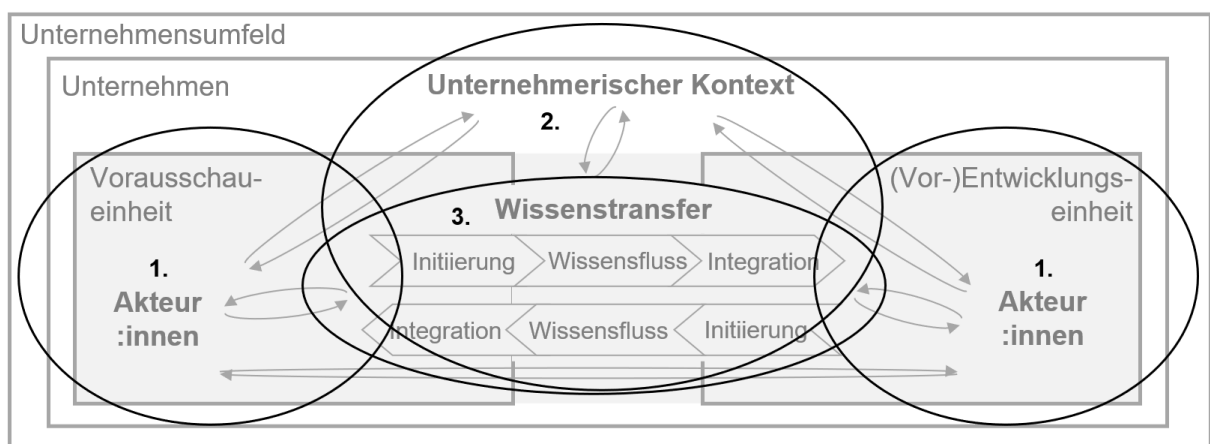 Unternehmensumfeld
Unternehmen
Unternehmerischer Kontext
2.
Vorausschau-
einheit
(Vor-)Entwicklungs-
einheit
3. Wissenstransfer
Initiierung Wissensfluss Integration
1.
Akteur
:innen
1.
Akteur
:innen
Integration Wissensfluss Initiierung